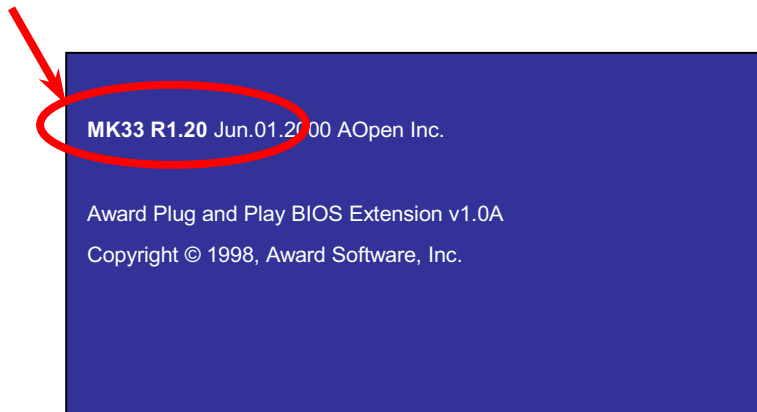 MK33 R1.20 Jun.01.2000 AOpen Inc.
Award Plug and Play BIOS Extension v1.0A
Copyright © 1998, Award Software, Inc.